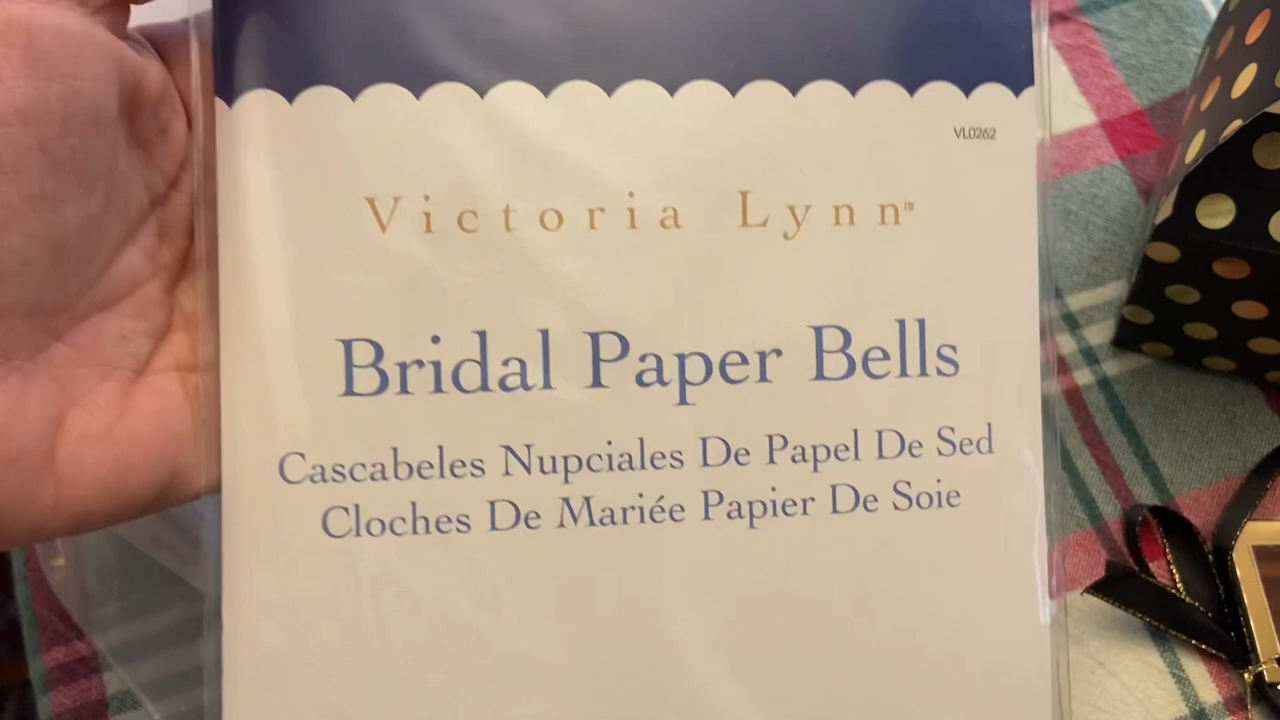 VL0262
Victoria Lynn™
Bridal Paper Bells
Cascabeles Nupciales De Papel De Sed
Cloches De Mariée Papier De Soie